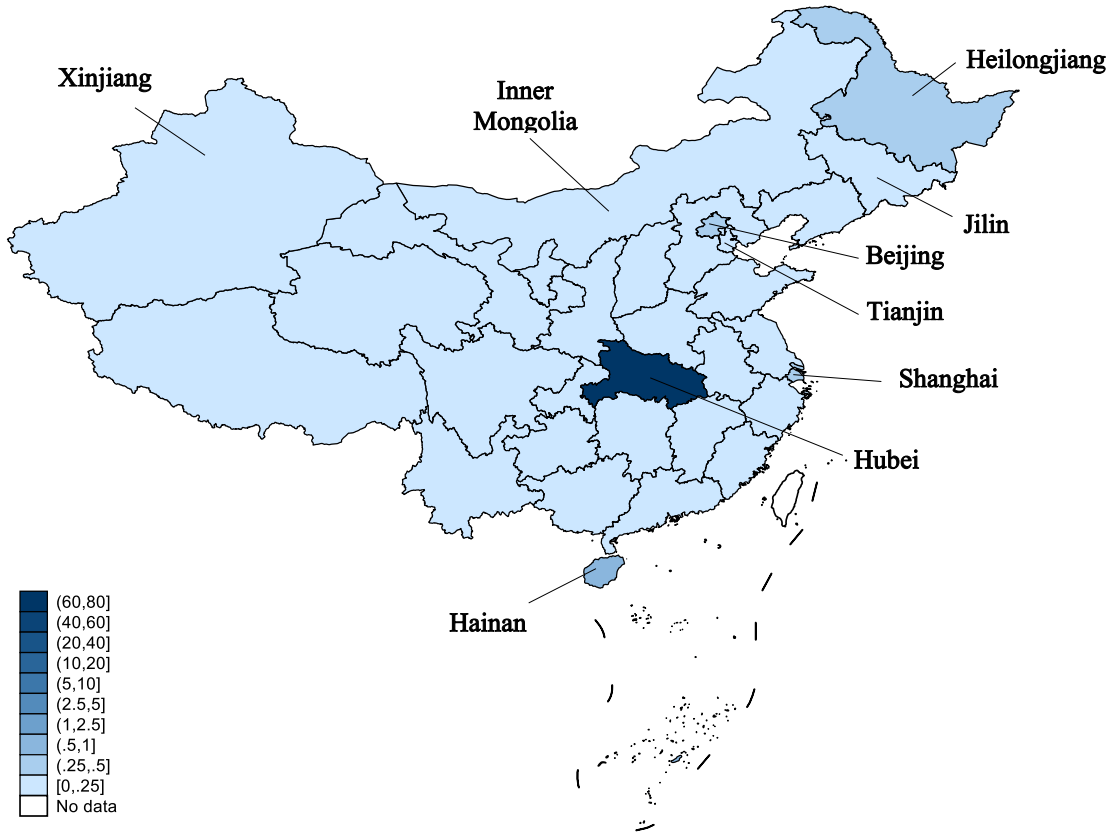 Heilongjiang
Xinjiang
Inner
Mongolia
Jilin
Beijing
Tianjin
Shanghai
Hubei
Hainan
(60,80]
(40,60]
(20,40]
(10,20]
(5,10]
(2.5,5]
(1,2.5]
(.5,1]
(.25,.5]
[0,.25]
No data